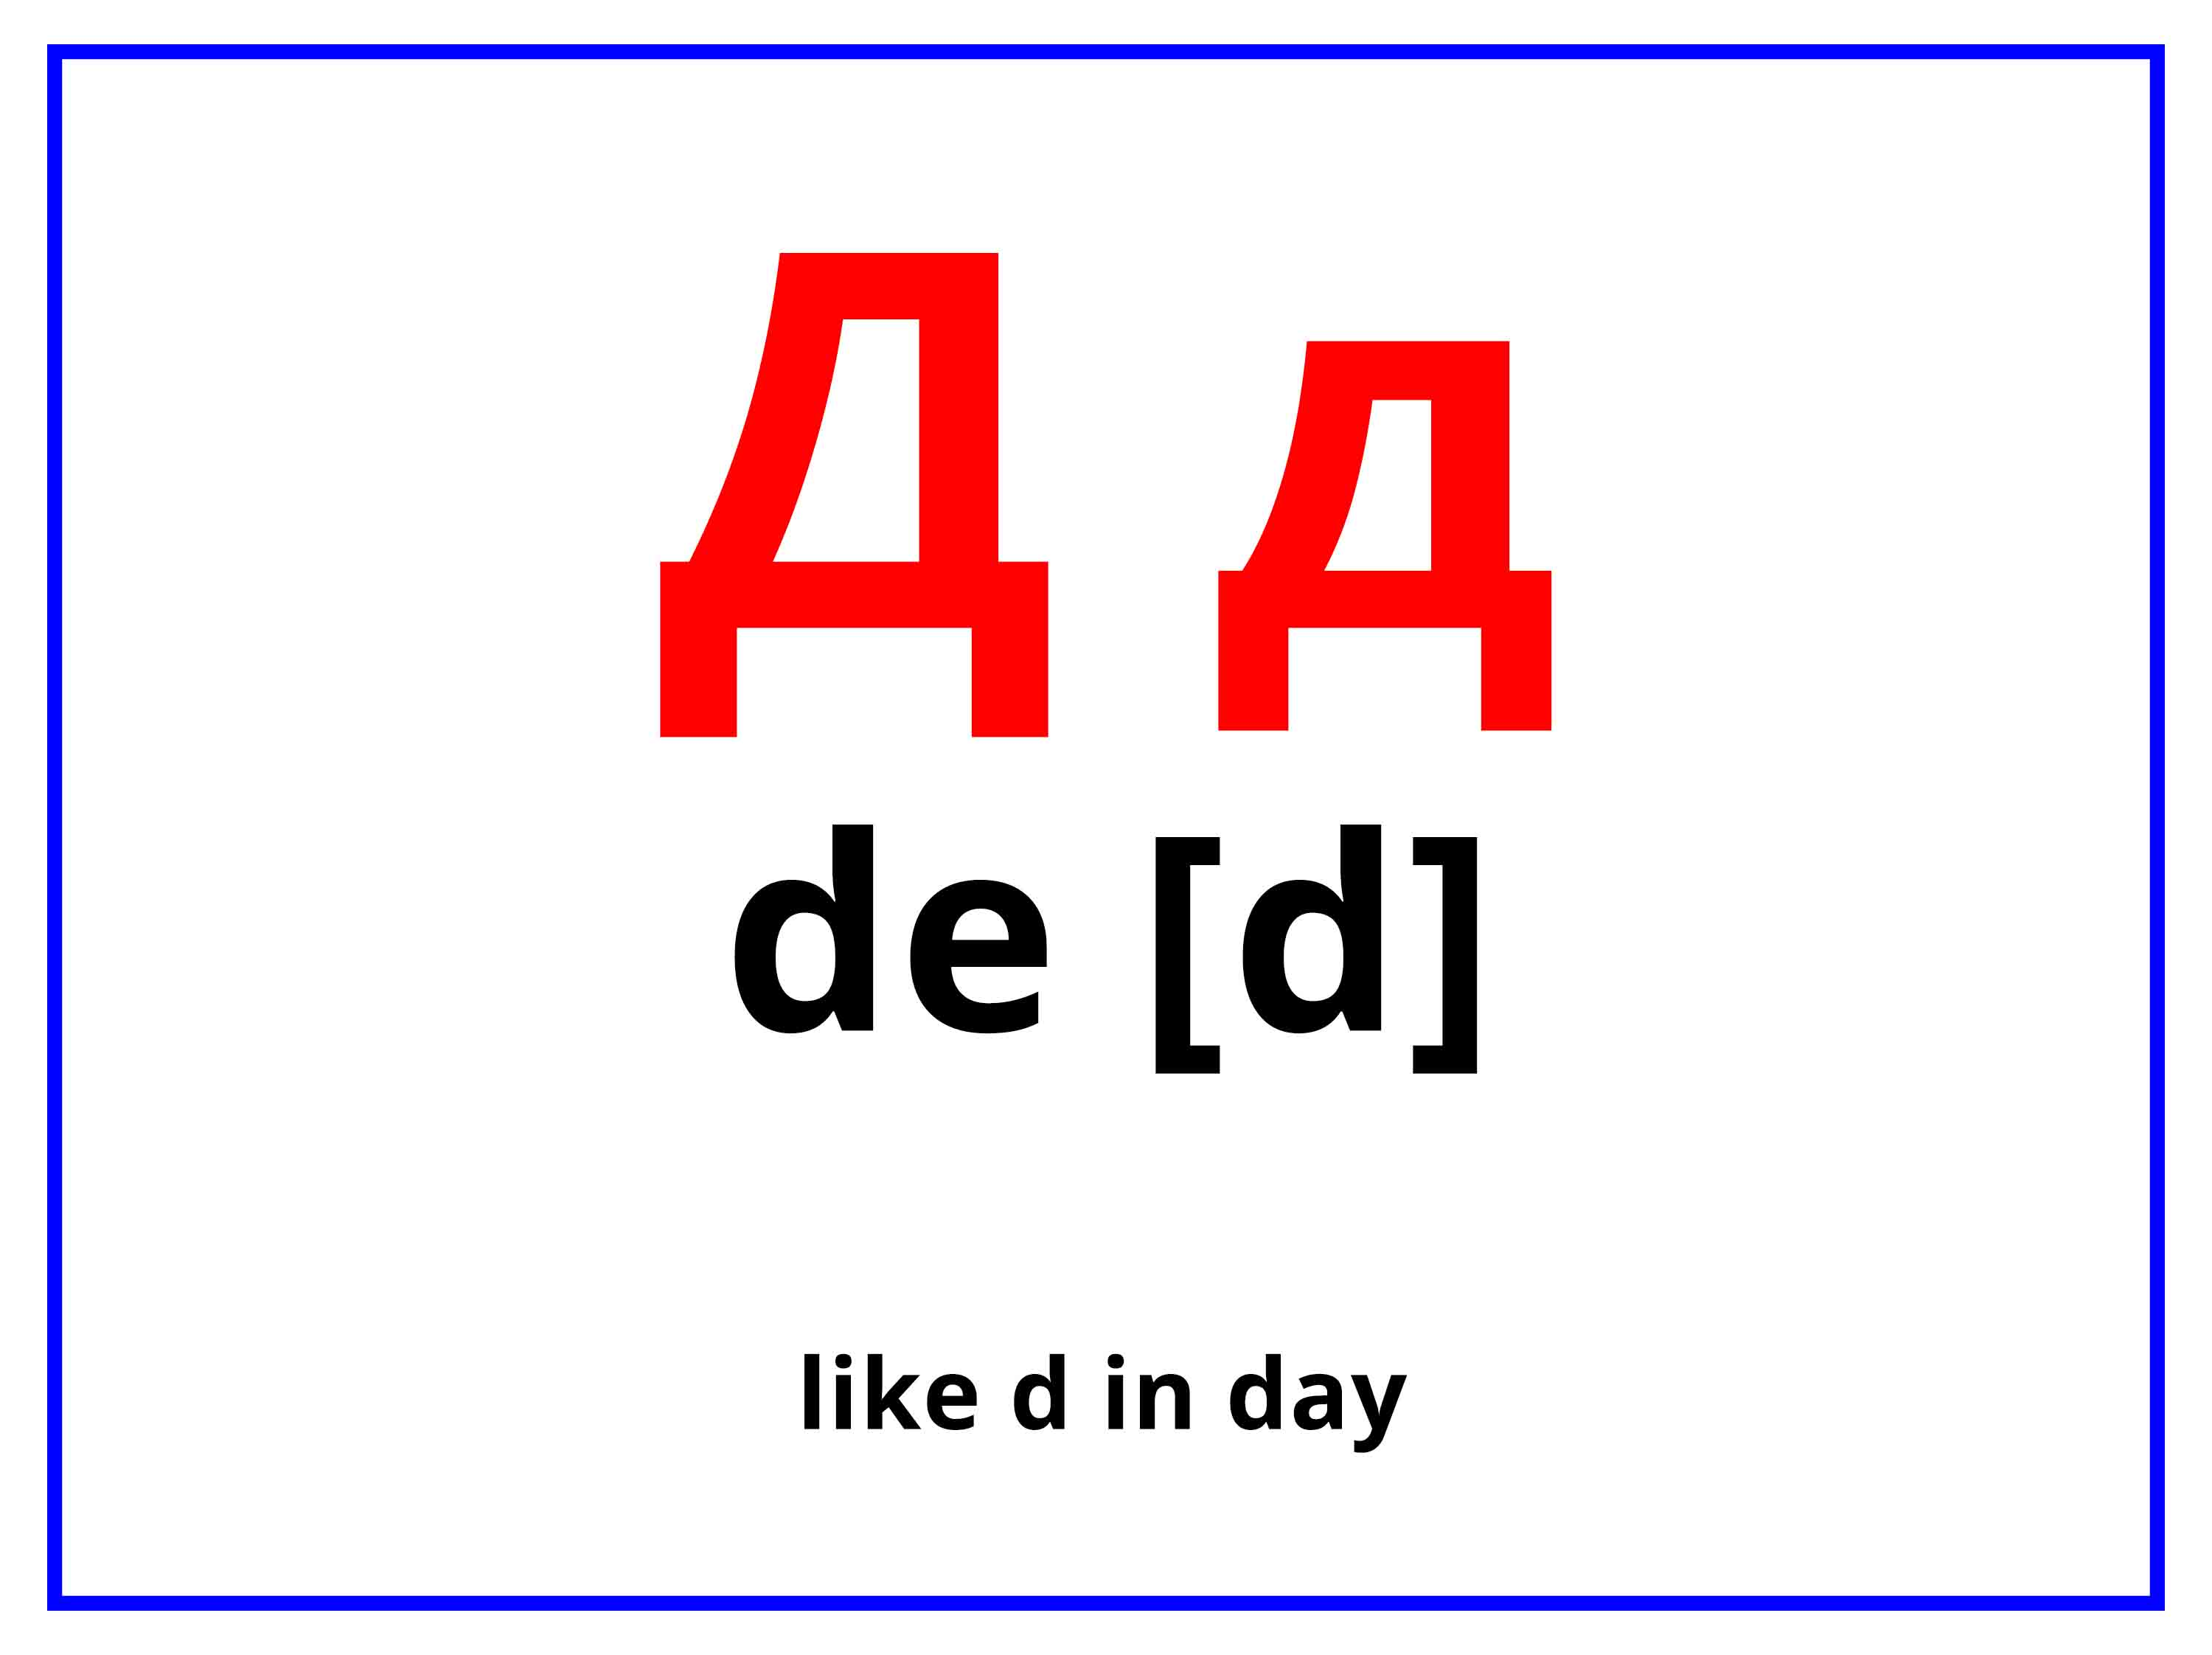 Д д
de [d]
like d in day